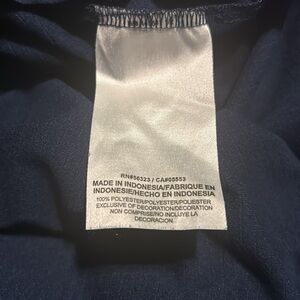 RN#56323 / CA#05553
MADE IN INDONESIA/FABRIQUE EN
INDONESIE/HECHO EN INDONESIA
100% POLYESTER/POLYESTER/POLIESTER
EXCLUSIVE OF DECORATION/DECORATION
NON COMPRISE/NO INCLUYE LA
DECORACION